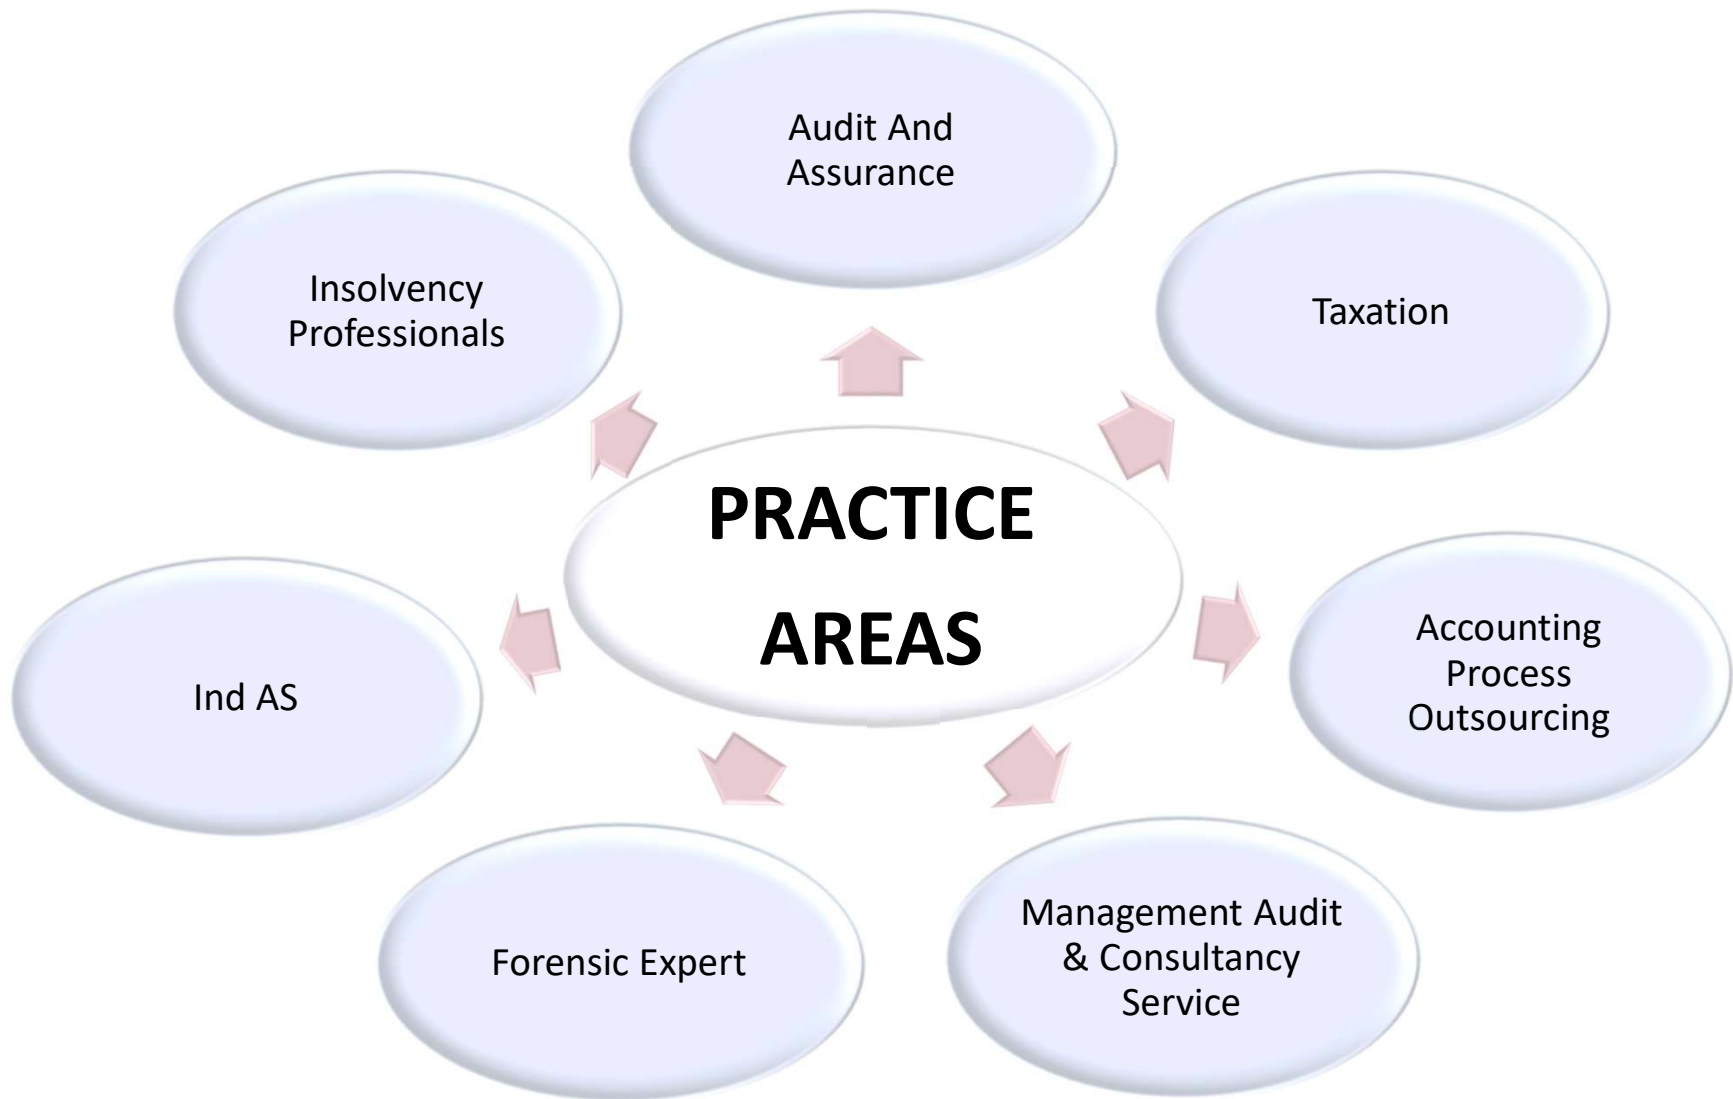 Audit And
Assurance
Insolvency
Professionals
Taxation
PRACTICE
AREAS
Accounting
Process
Outsourcing
Ind AS
Management Audit
& Consultancy
Service
Forensic Expert